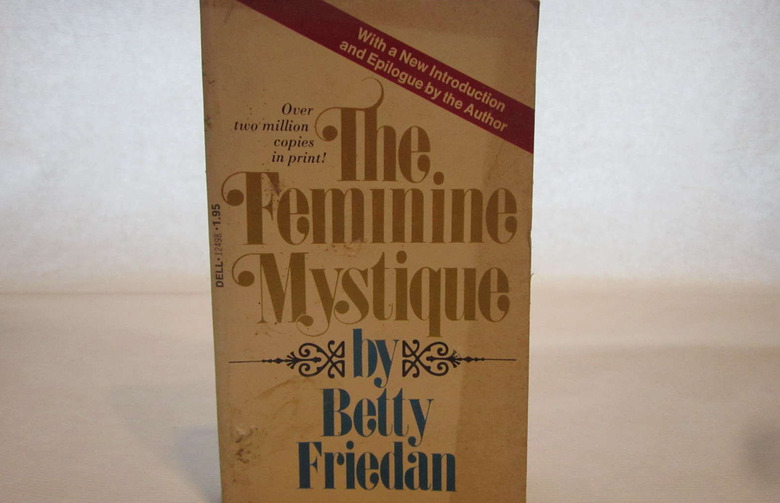 With a New Introduction
and Epilogue by the Author
Over
two million
copies
in print!
The
Feminine
Mystique
by
Betty
Friedan
DELL • 12498 • 1.95